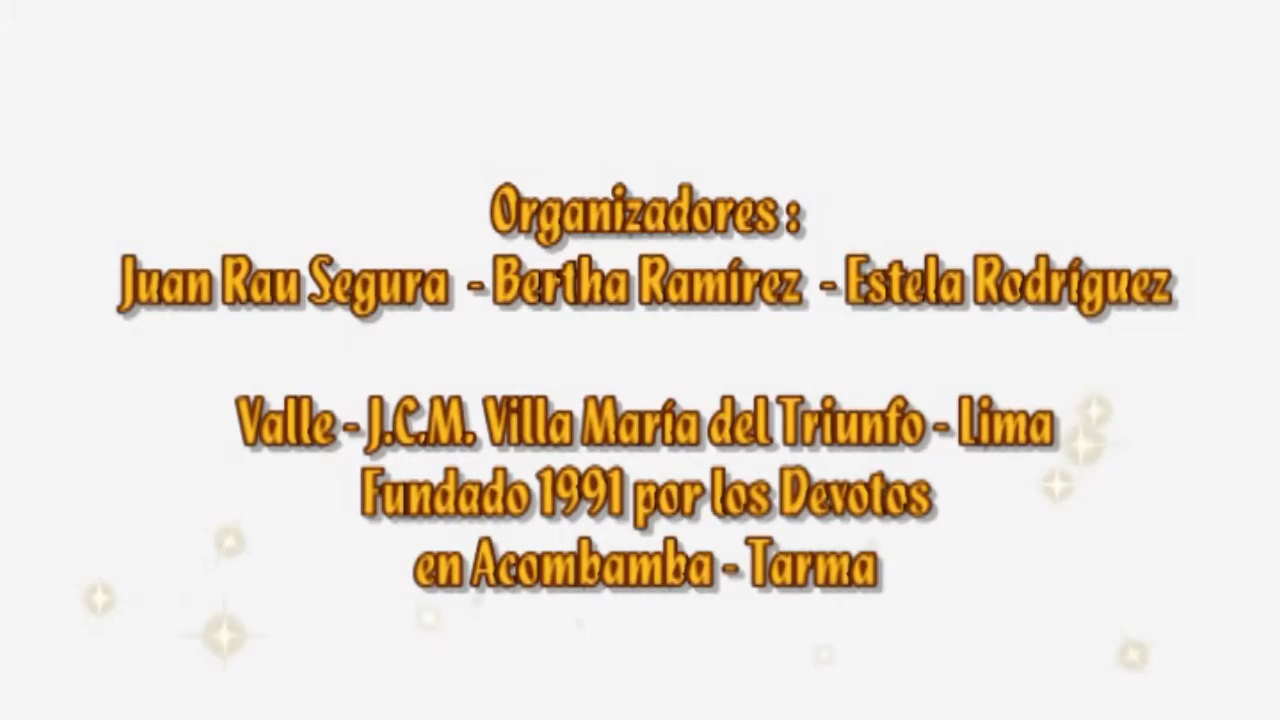 Organizadores :
Juan Rau Segura - Bertha Ramírez - Estela Rodríguez
Valle - J.C.M. Villa María del Triunfo - Lima
Fundado 1991 por los Devotos
en Acombamba - Tarma